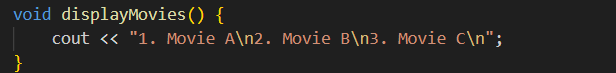 void displayMovies() {
    cout << "1. Movie A\n2. Movie B\n3. Movie C\n";
}